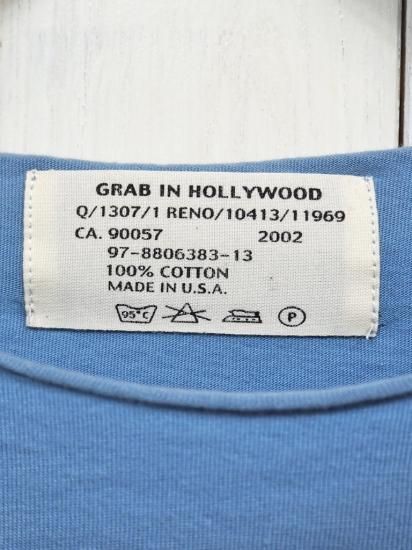 GRAB IN HOLLYWOOD
Q/1307/1 RENO/10413/11969
CA. 90057 2002
97-8806383-13
100% COTTON
MADE IN U.S.A.
95°C P